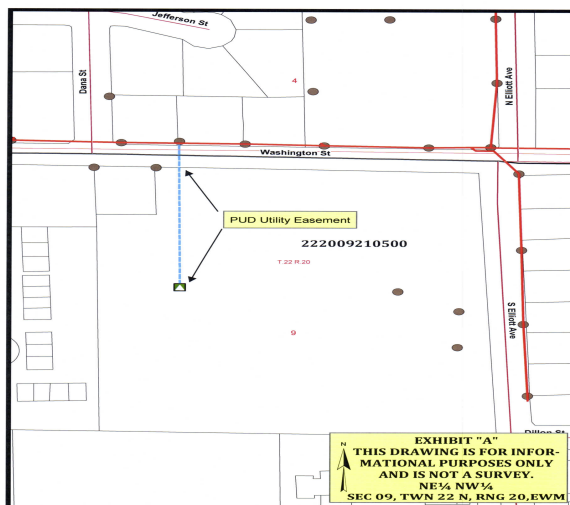 Jefferson St
Dana St
4
N Elliott Ave
Washington St
PUD Utility Easement
222009210500
T.22 R.20
9
S Elliott Ave
Dillon St
N
EXHIBIT "A"
THIS DRAWING IS FOR INFOR-
MATIONAL PURPOSES ONLY
AND IS NOT A SURVEY.
NE¼ NW¼
SEC 09, TWN 22 N, RNG 20,EWM